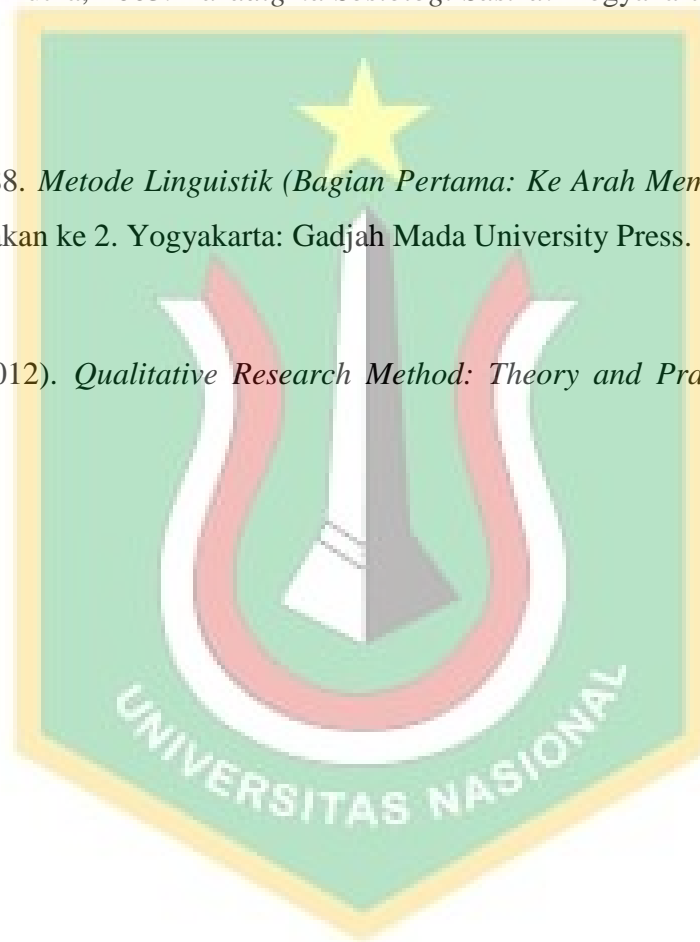 8. Metode Linguistik (Bagian Pertama: Ke Arah Mem
kan ke 2. Yogyakarta: Gadjah Mada University Press.
012). Qualitative Research Method: Theory and Pra
UNIVERSITAS NASIONAL